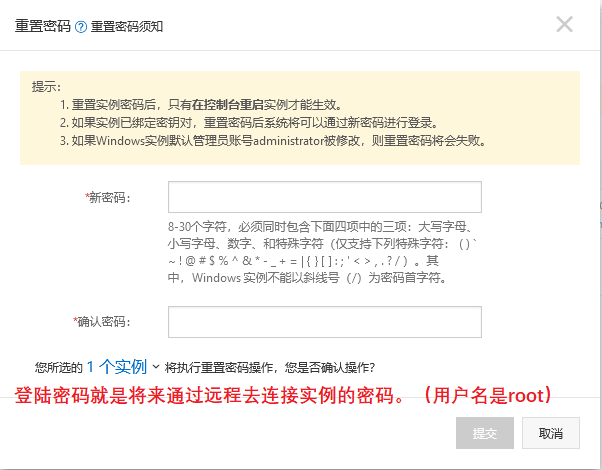 重置密码 ? 重置密码须知
提示:
1. 重置实例密码后，只有在控制台重启实例才能生效。
2. 如果实例已绑定密钥对，重置密码后系统将可以通过新密码进行登录。
3. 如果Windows实例默认管理员账号administrator被修改，则重置密码将会失败。
*新密码:
8-30个字符，必须同时包含下面四项中的三项：大写字母、
小写字母、数字、和特殊字符（仅支持下列特殊字符： ( ) `
~ ! @ # $ % ^ & * - _ + = | { } [ ] : ; ' < > , . ? / ）。其
中，Windows 实例不能以斜线号（/）为密码首字符。
*确认密码:
您所选的 1 个实例 将执行重置密码操作，您是否确认操作?
登陆密码就是将来通过远程去连接实例的密码。（用户名是root）
提交 取消